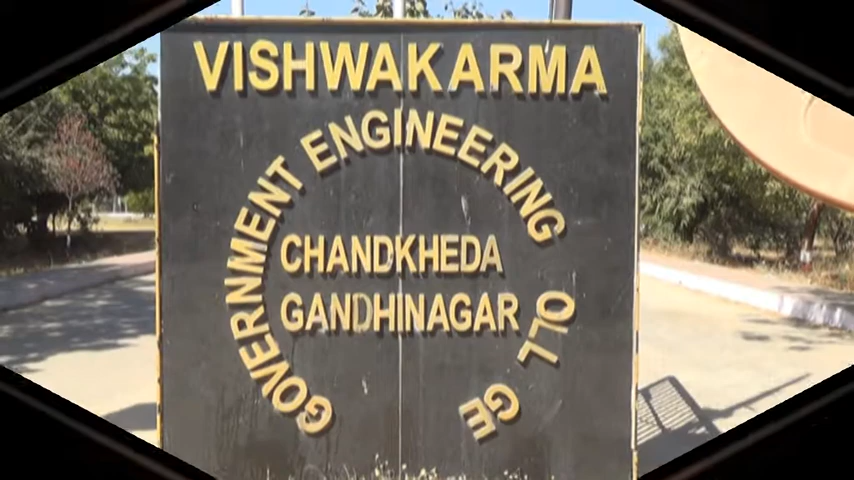 VISHWAKARMA
GOVERNMENT ENGINEERING OLL GE
CHANDKHEDA
GANDHINAGAR